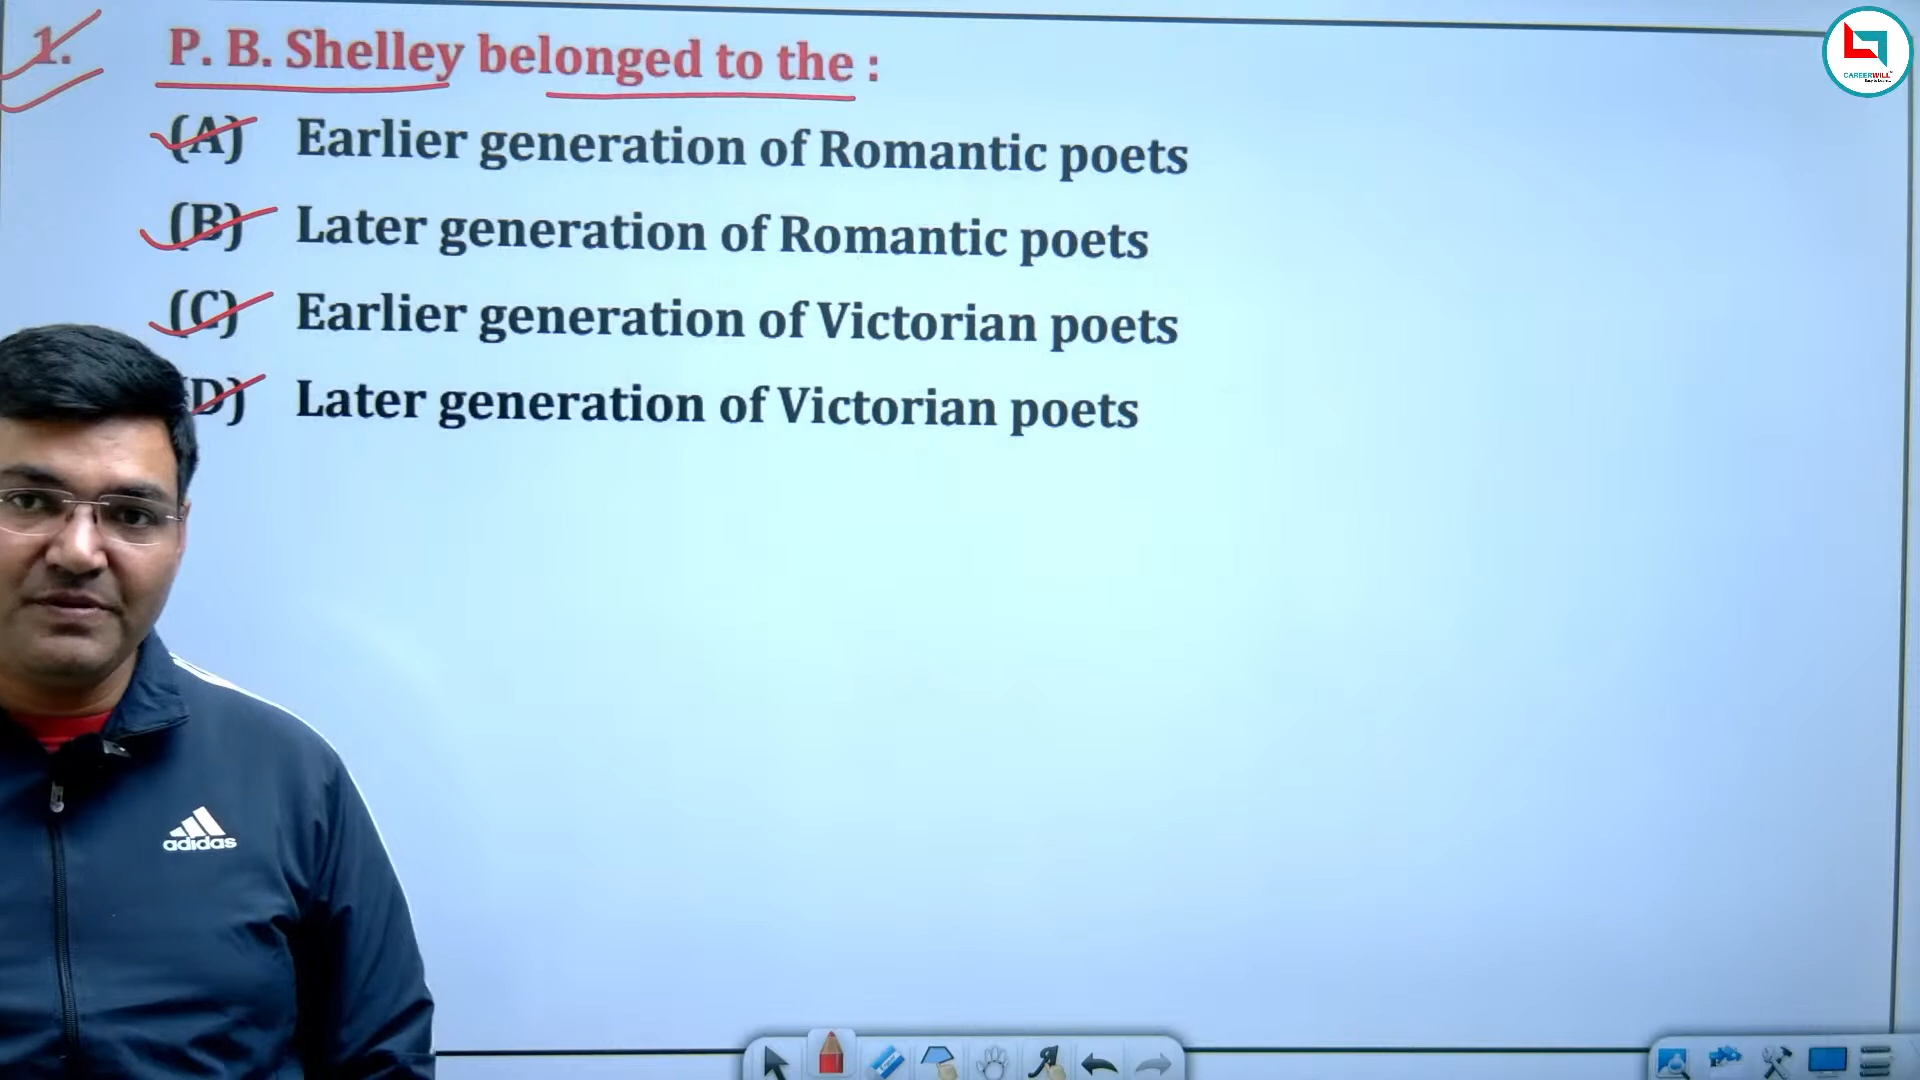 1. P. B. Shelley belonged to the :
(A) Earlier generation of Romantic poets
(B) Later generation of Romantic poets
(C) Earlier generation of Victorian poets
D) Later generation of Victorian poets
CAREERWILL
adidas